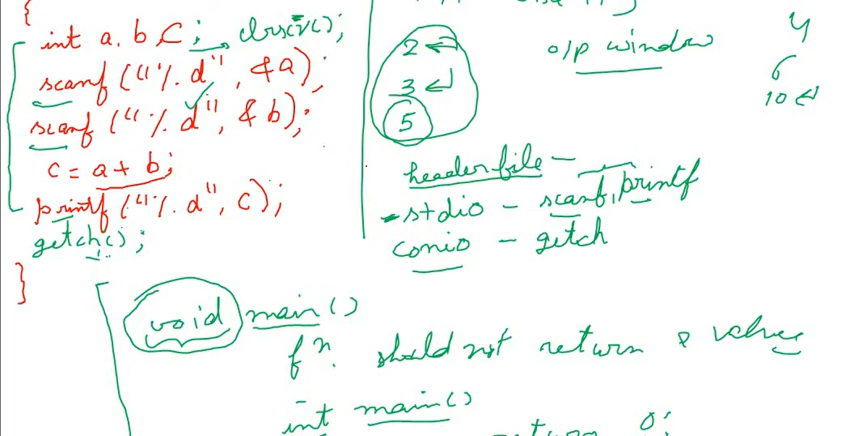 {
int a, b, c; clrscr();
scanf ("%d", &a);
scanf ("%d", &b);
c = a + b;
printf ("%d", c);
getch();
}
2 ↵
3 ↵
5
o/p window
4
6
10 ↵
header file –
stdio – scanf, printf
conio – getch
void main()
fn. should not return a value
int main()
return 0;